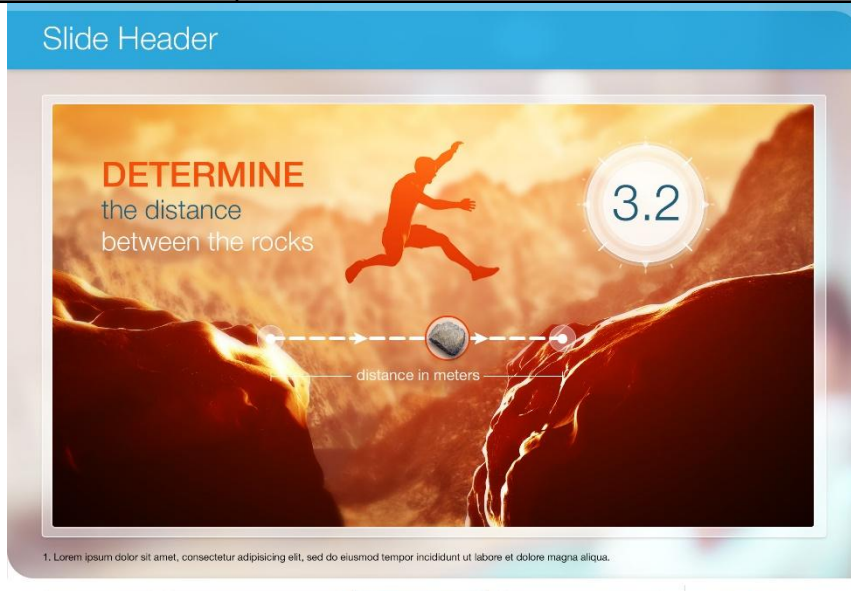 Slide Header
DETERMINE
the distance
between the rocks
3.2
distance in meters
1. Lorem ipsum dolor sit amet, consectetur adipisicing elit, sed do eiusmod tempor incididunt ut labore et dolore magna aliqua.